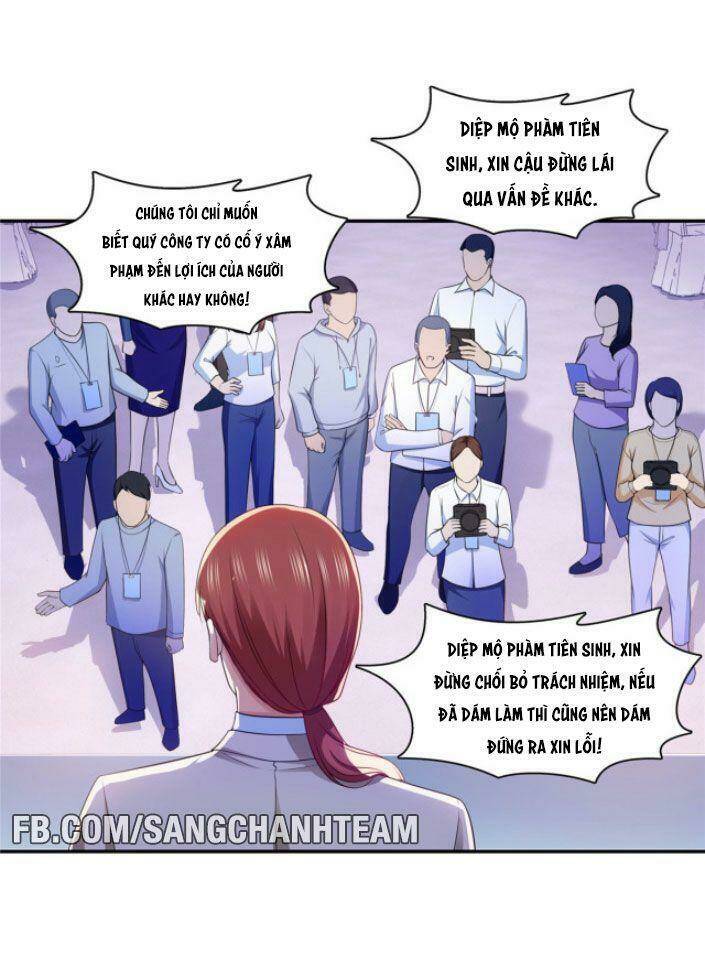 DIỆP MỘ PHÀM TIÊN
SINH, XIN CẬU ĐỪNG LÁI
QUA VẤN ĐỀ KHÁC.
CHÚNG TÔI CHỈ MUỐN
BIẾT QUÝ CÔNG TY CÓ CỐ Ý XÂM
PHẠM ĐẾN LỢI ÍCH CỦA NGƯỜI
KHÁC HAY KHÔNG!
DIỆP MỘ PHÀM TIÊN SINH, XIN
ĐỪNG CHỐI BỎ TRÁCH NHIỆM, NẾU
ĐÃ DÁM LÀM THÌ CŨNG NÊN DÁM
ĐỨNG RA XIN LỖI!
FB.COM/SANGCHANHTEAM